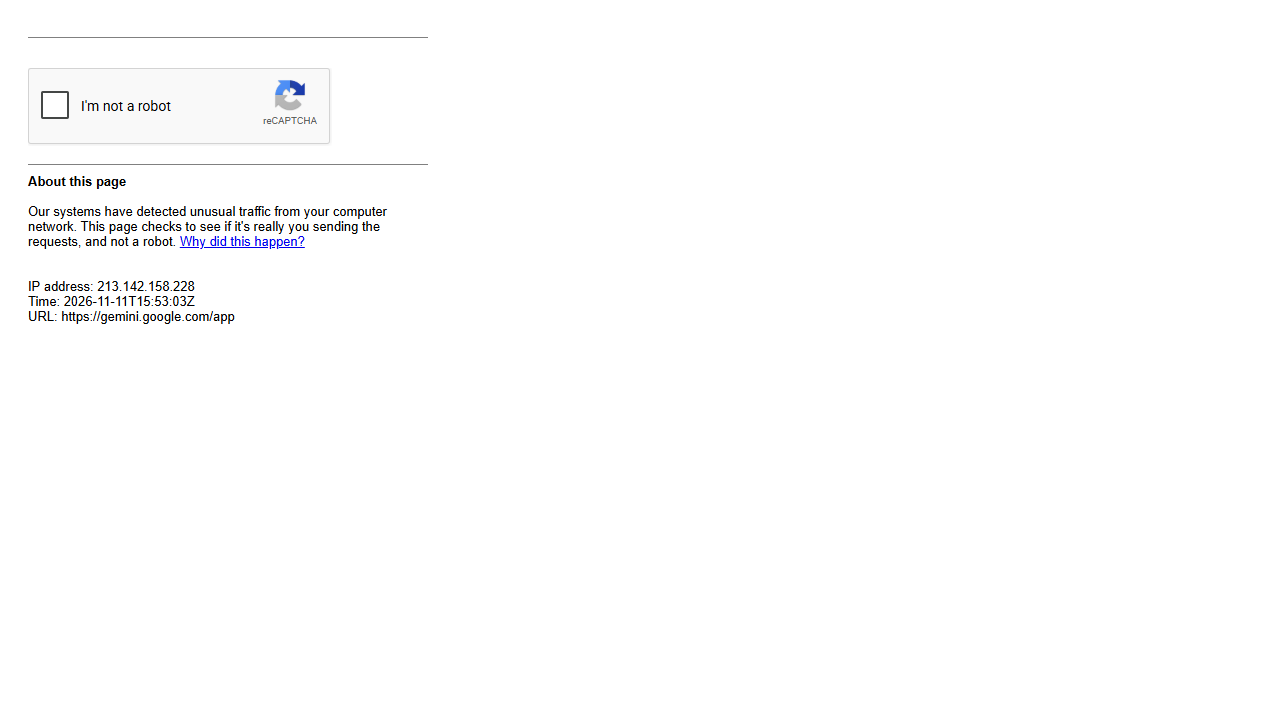 I'm not a robot
reCAPTCHA
About this page
Our systems have detected unusual traffic from your computer
network. This page checks to see if it's really you sending the
requests, and not a robot. Why did this happen?
IP address: 213.142.158.228
Time: 2026-11-11T15:53:03Z
URL: https://gemini.google.com/app